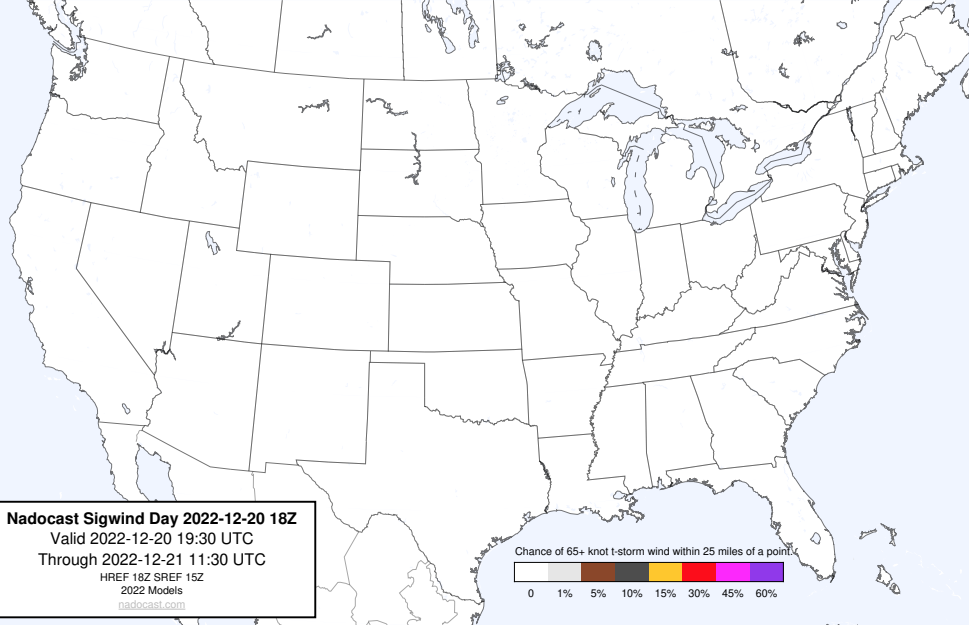 Nadocast Sigwind Day 2022-12-20 18Z
Valid 2022-12-20 19:30 UTC
Through 2022-12-21 11:30 UTC
HREF 18Z SREF 15Z
2022 Models
nadocast.com
Chance of 65+ knot t-storm wind within 25 miles of a point.
0 1% 5% 10% 15% 30% 45% 60%